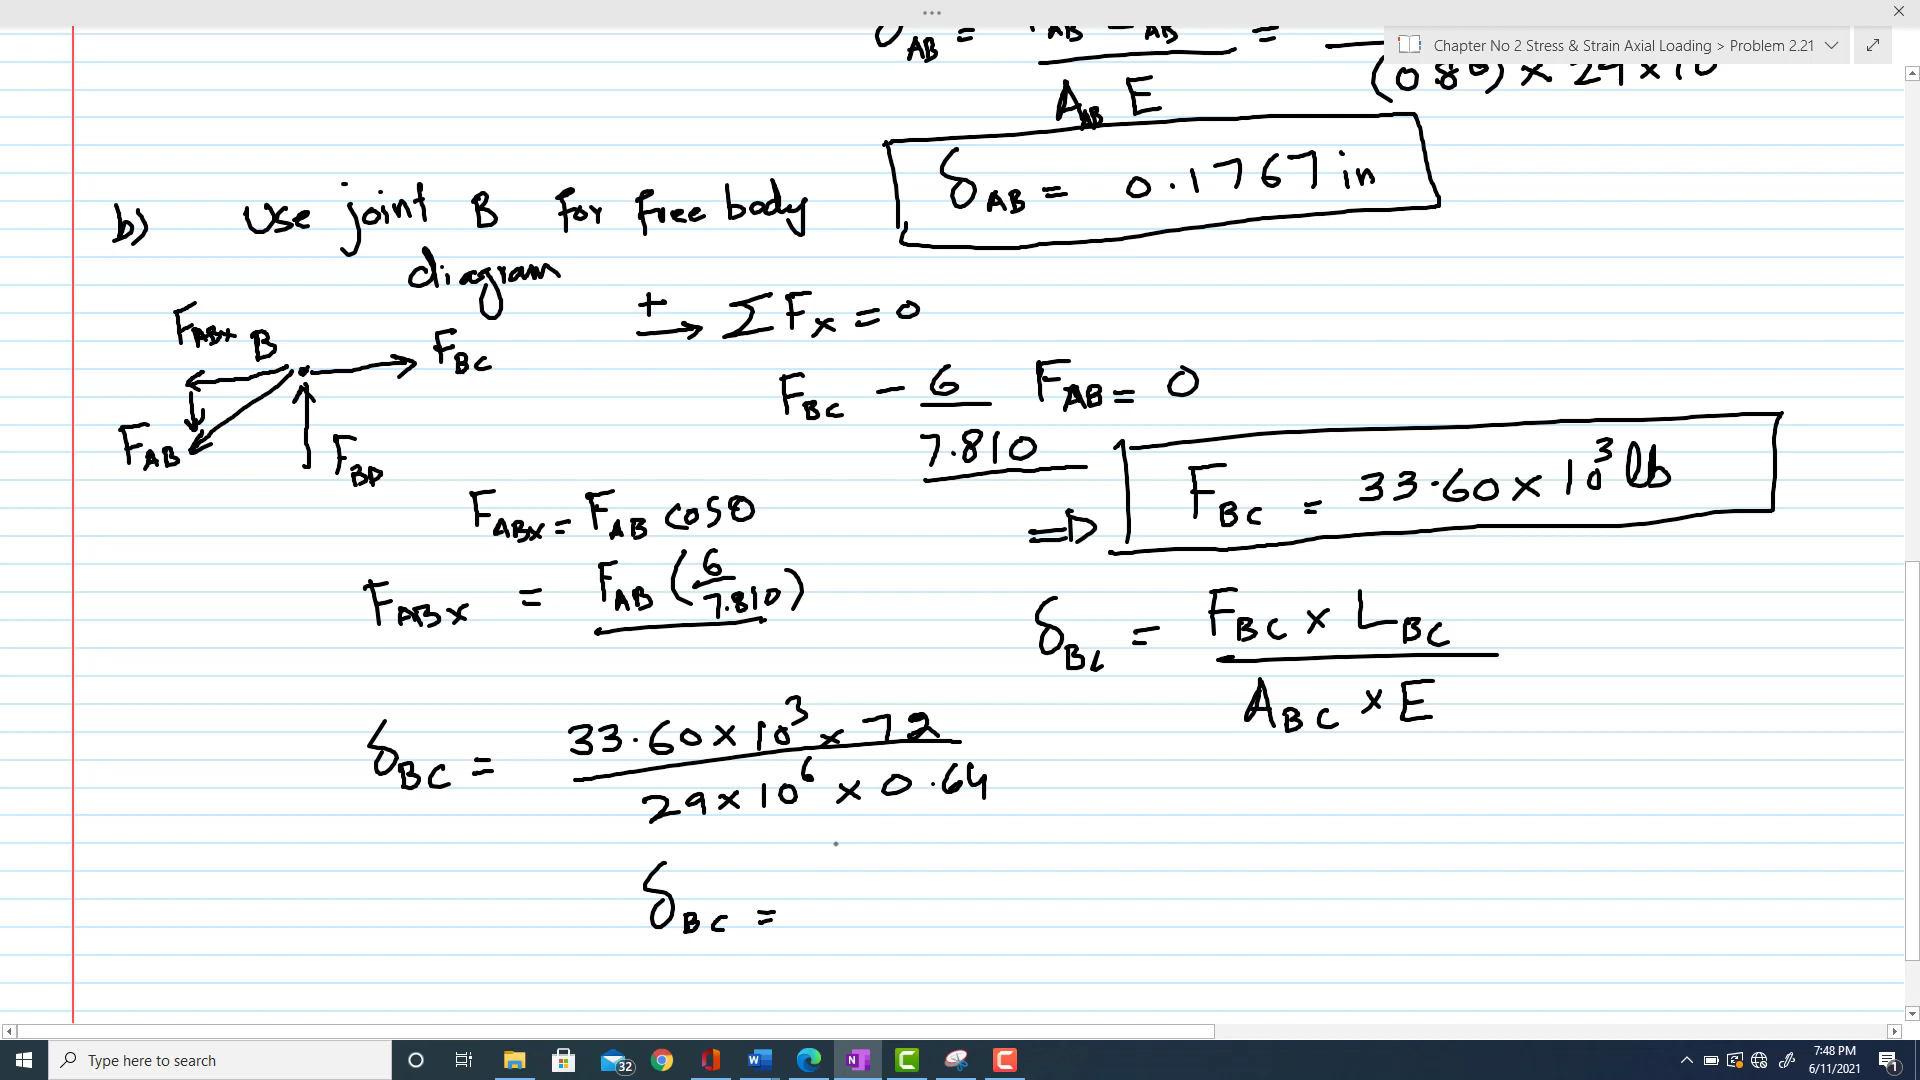 Chapter No 2 Stress & Strain Axial Loading > Problem 2.21
δAB = =
AAB E
δAB = 0.1767 in
b) Use joint B for free body
diagram
+ → ΣFx = 0
FABx B FBC
FAB FBD
FBC - 6/7.810 FAB = 0
=> FBC = 33.60 × 10³ lb
FABx = FAB cosθ
FABx = FAB (6/7.810)
δBC = FBC × LBC
ABC × E
δBC = 33.60 × 10³ × 72
29 × 10⁶ × 0.64
δBC =
Type here to search
32
7:48 PM
6/11/2021
1